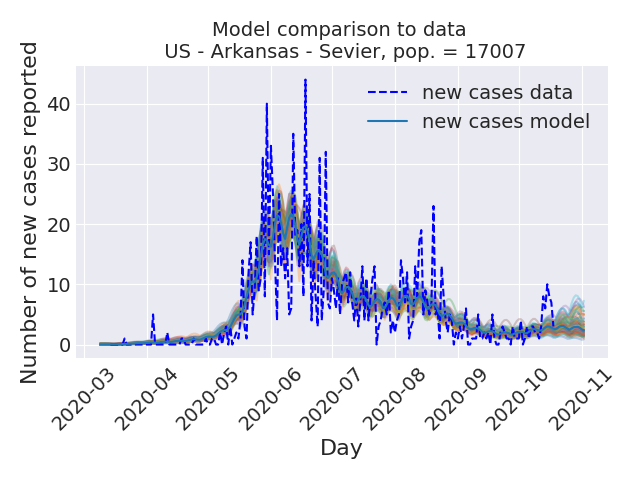 Model comparison to data
US - Arkansas - Sevier, pop. = 17007
Number of new cases reported
40
30
20
10
0
new cases data
new cases model
2020-03
2020-04
2020-05
2020-06
2020-07
2020-08
2020-09
2020-10
2020-11
Day